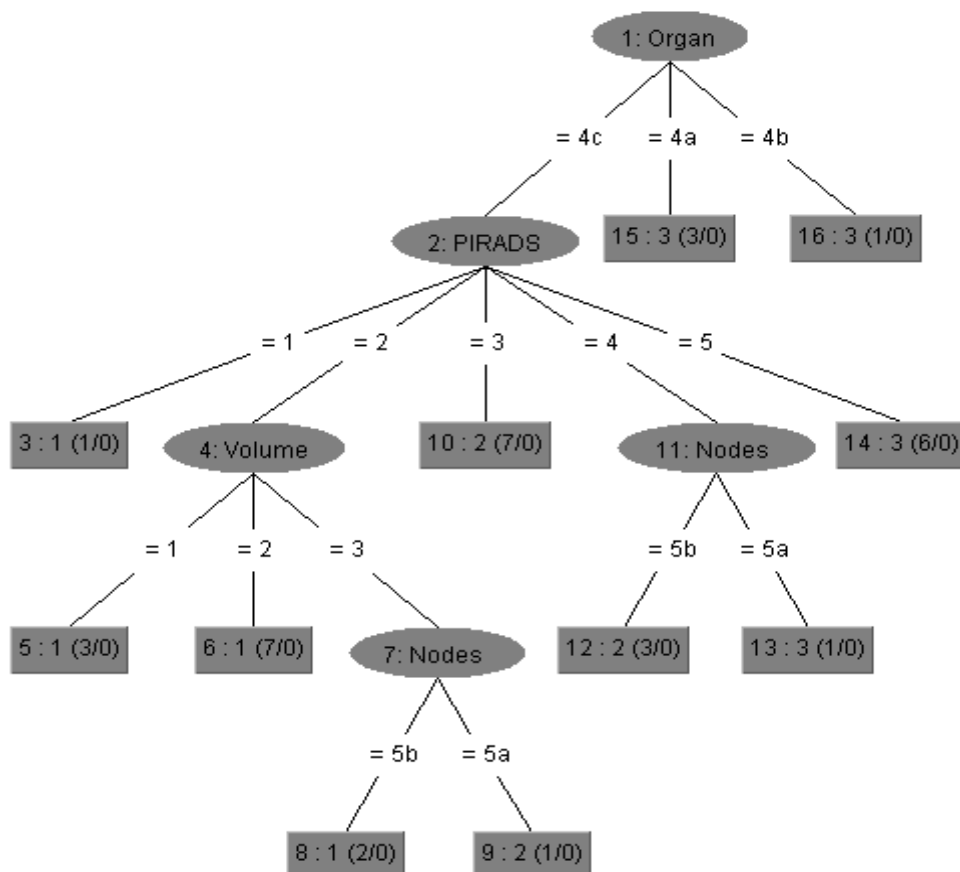 1: Organ
= 4c
= 4a
= 4b
2: PIRADS
15 : 3 (3/0)
16 : 3 (1/0)
= 1
= 2
= 3
= 4
= 5
3 : 1 (1/0)
4: Volume
10 : 2 (7/0)
11: Nodes
14 : 3 (6/0)
= 1
= 2
= 3
= 5b
= 5a
5 : 1 (3/0)
6 : 1 (7/0)
7: Nodes
12 : 2 (3/0)
13 : 3 (1/0)
= 5b
= 5a
8 : 1 (2/0)
9 : 2 (1/0)